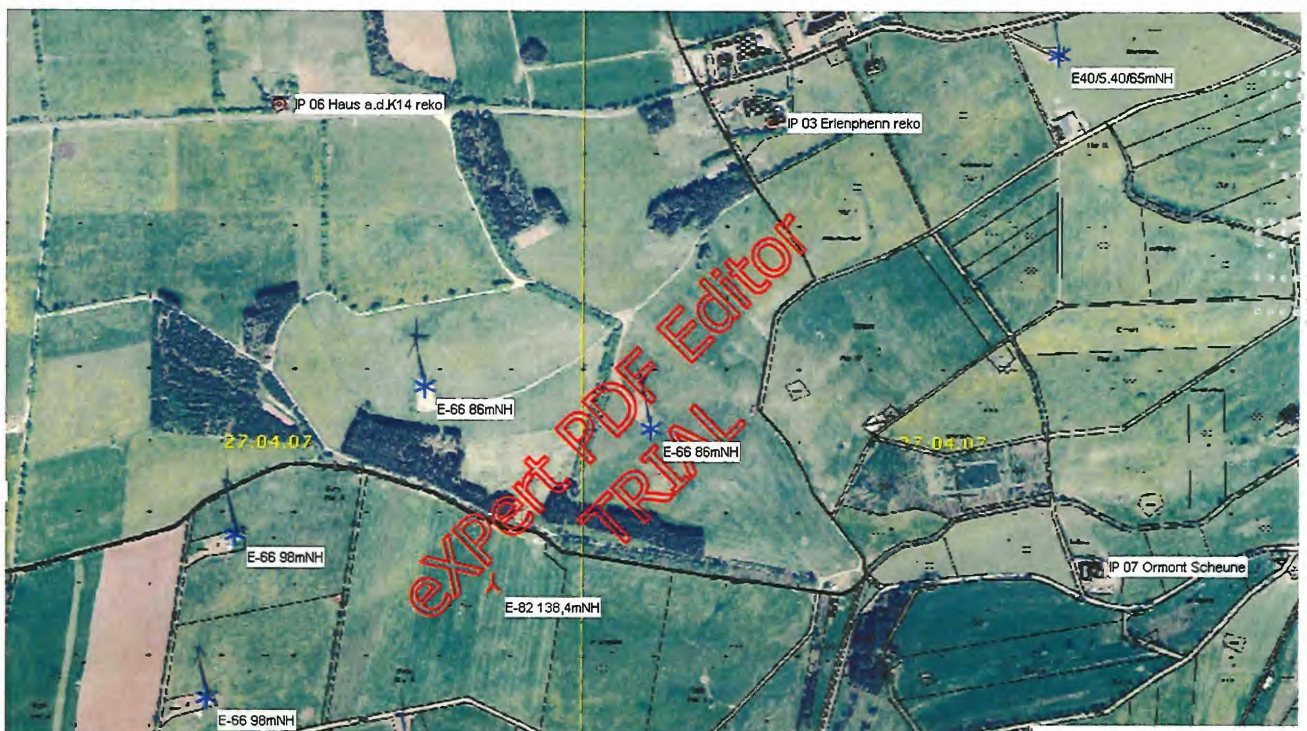 E40/5.40/65mNH
IP 06 Haus a.d.K14 reko
IP 03 Erlenphenn reko
eXPert PDF Editor
TRIAL
E-66 86mNH
E-66 86mNH
27.04.07
27.04.07
E-66 98mNH
IP 07 Ormont Scheune
E-82 138,4mNH
E-66 98mNH